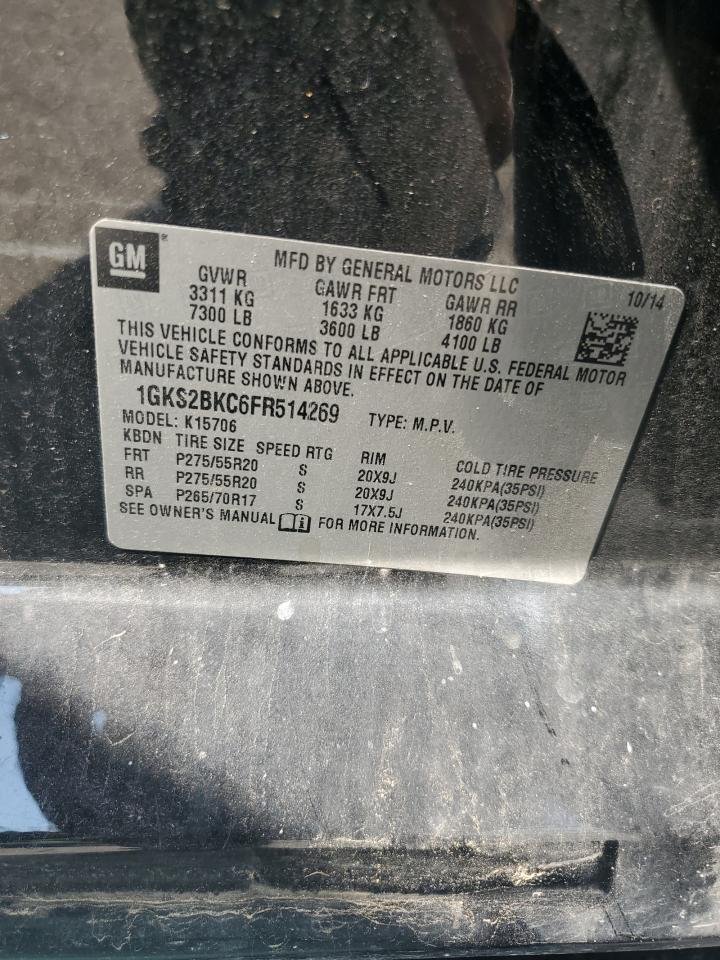 GM ®
MFD BY GENERAL MOTORS LLC 10/14
GVWR GAWR FRT GAWR RR
3311 KG 1633 KG 1860 KG
7300 LB 3600 LB 4100 LB
THIS VEHICLE CONFORMS TO ALL APPLICABLE U.S. FEDERAL MOTOR
VEHICLE SAFETY STANDARDS IN EFFECT ON THE DATE OF
MANUFACTURE SHOWN ABOVE.
1GKS2BKC6FR514269 TYPE: M.P.V.
MODEL: K15706
KBDN TIRE SIZE SPEED RTG RIM COLD TIRE PRESSURE
FRT P275/55R20 S 20X9J 240KPA(35PSI)
RR P275/55R20 S 20X9J 240KPA(35PSI)
SPA P265/70R17 S 17X7.5J 240KPA(35PSI)
SEE OWNER'S MANUAL FOR MORE INFORMATION.